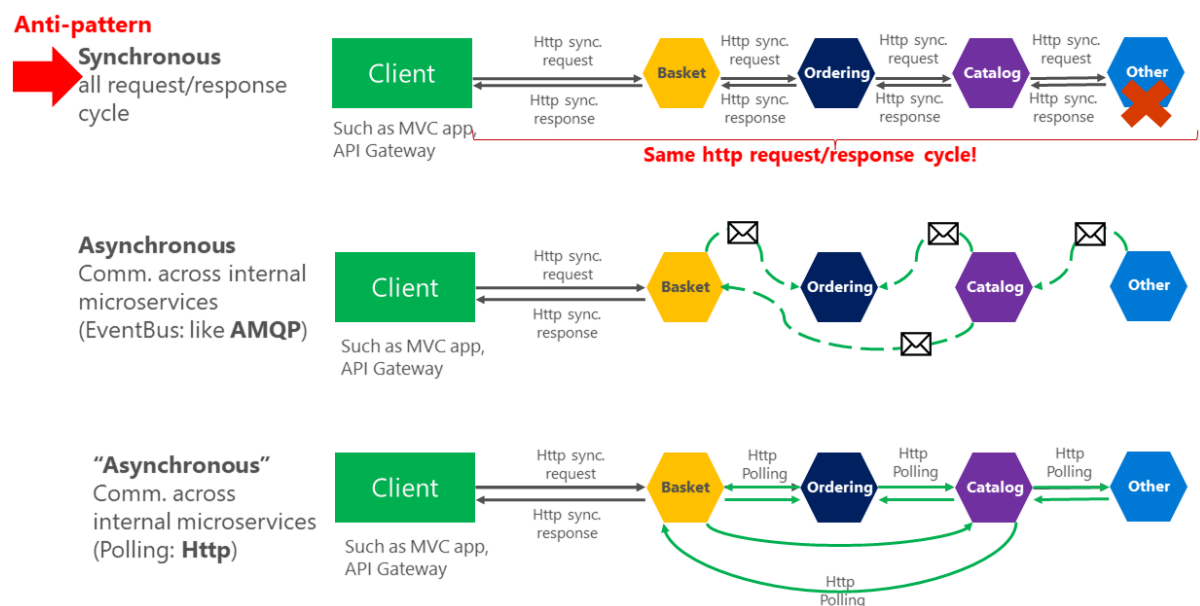 Anti-pattern
Synchronous
all request/response
cycle
Client
Such as MVC app,
API Gateway
Http sync.
request
Http sync.
response
Basket
Http sync.
request
Http sync.
response
Ordering
Http sync.
request
Http sync.
response
Catalog
Http sync.
request
Http sync.
response
Other
Same http request/response cycle!
Asynchronous
Comm. across internal
microservices
(EventBus: like AMQP)
Client
Such as MVC app,
API Gateway
Http sync.
request
Http sync.
response
Basket
Ordering
Catalog
Other
“Asynchronous”
Comm. across
internal microservices
(Polling: Http)
Client
Such as MVC app,
API Gateway
Http sync.
request
Http sync.
response
Basket
Http
Polling
Ordering
Http
Polling
Catalog
Http
Polling
Other
Http
Polling